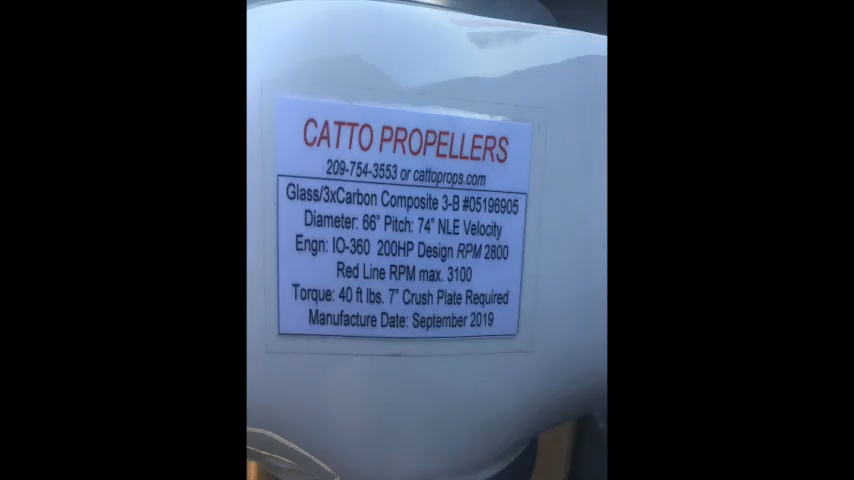 CATTO PROPELLERS
209-754-3553 or cattoprops.com
Glass/3xCarbon Composite 3-B #05196905
Diameter: 66" Pitch: 74" NLE Velocity
Engn: IO-360 200HP Design RPM 2800
Red Line RPM max. 3100
Torque: 40 ft lbs. 7" Crush Plate Required
Manufacture Date: September 2019